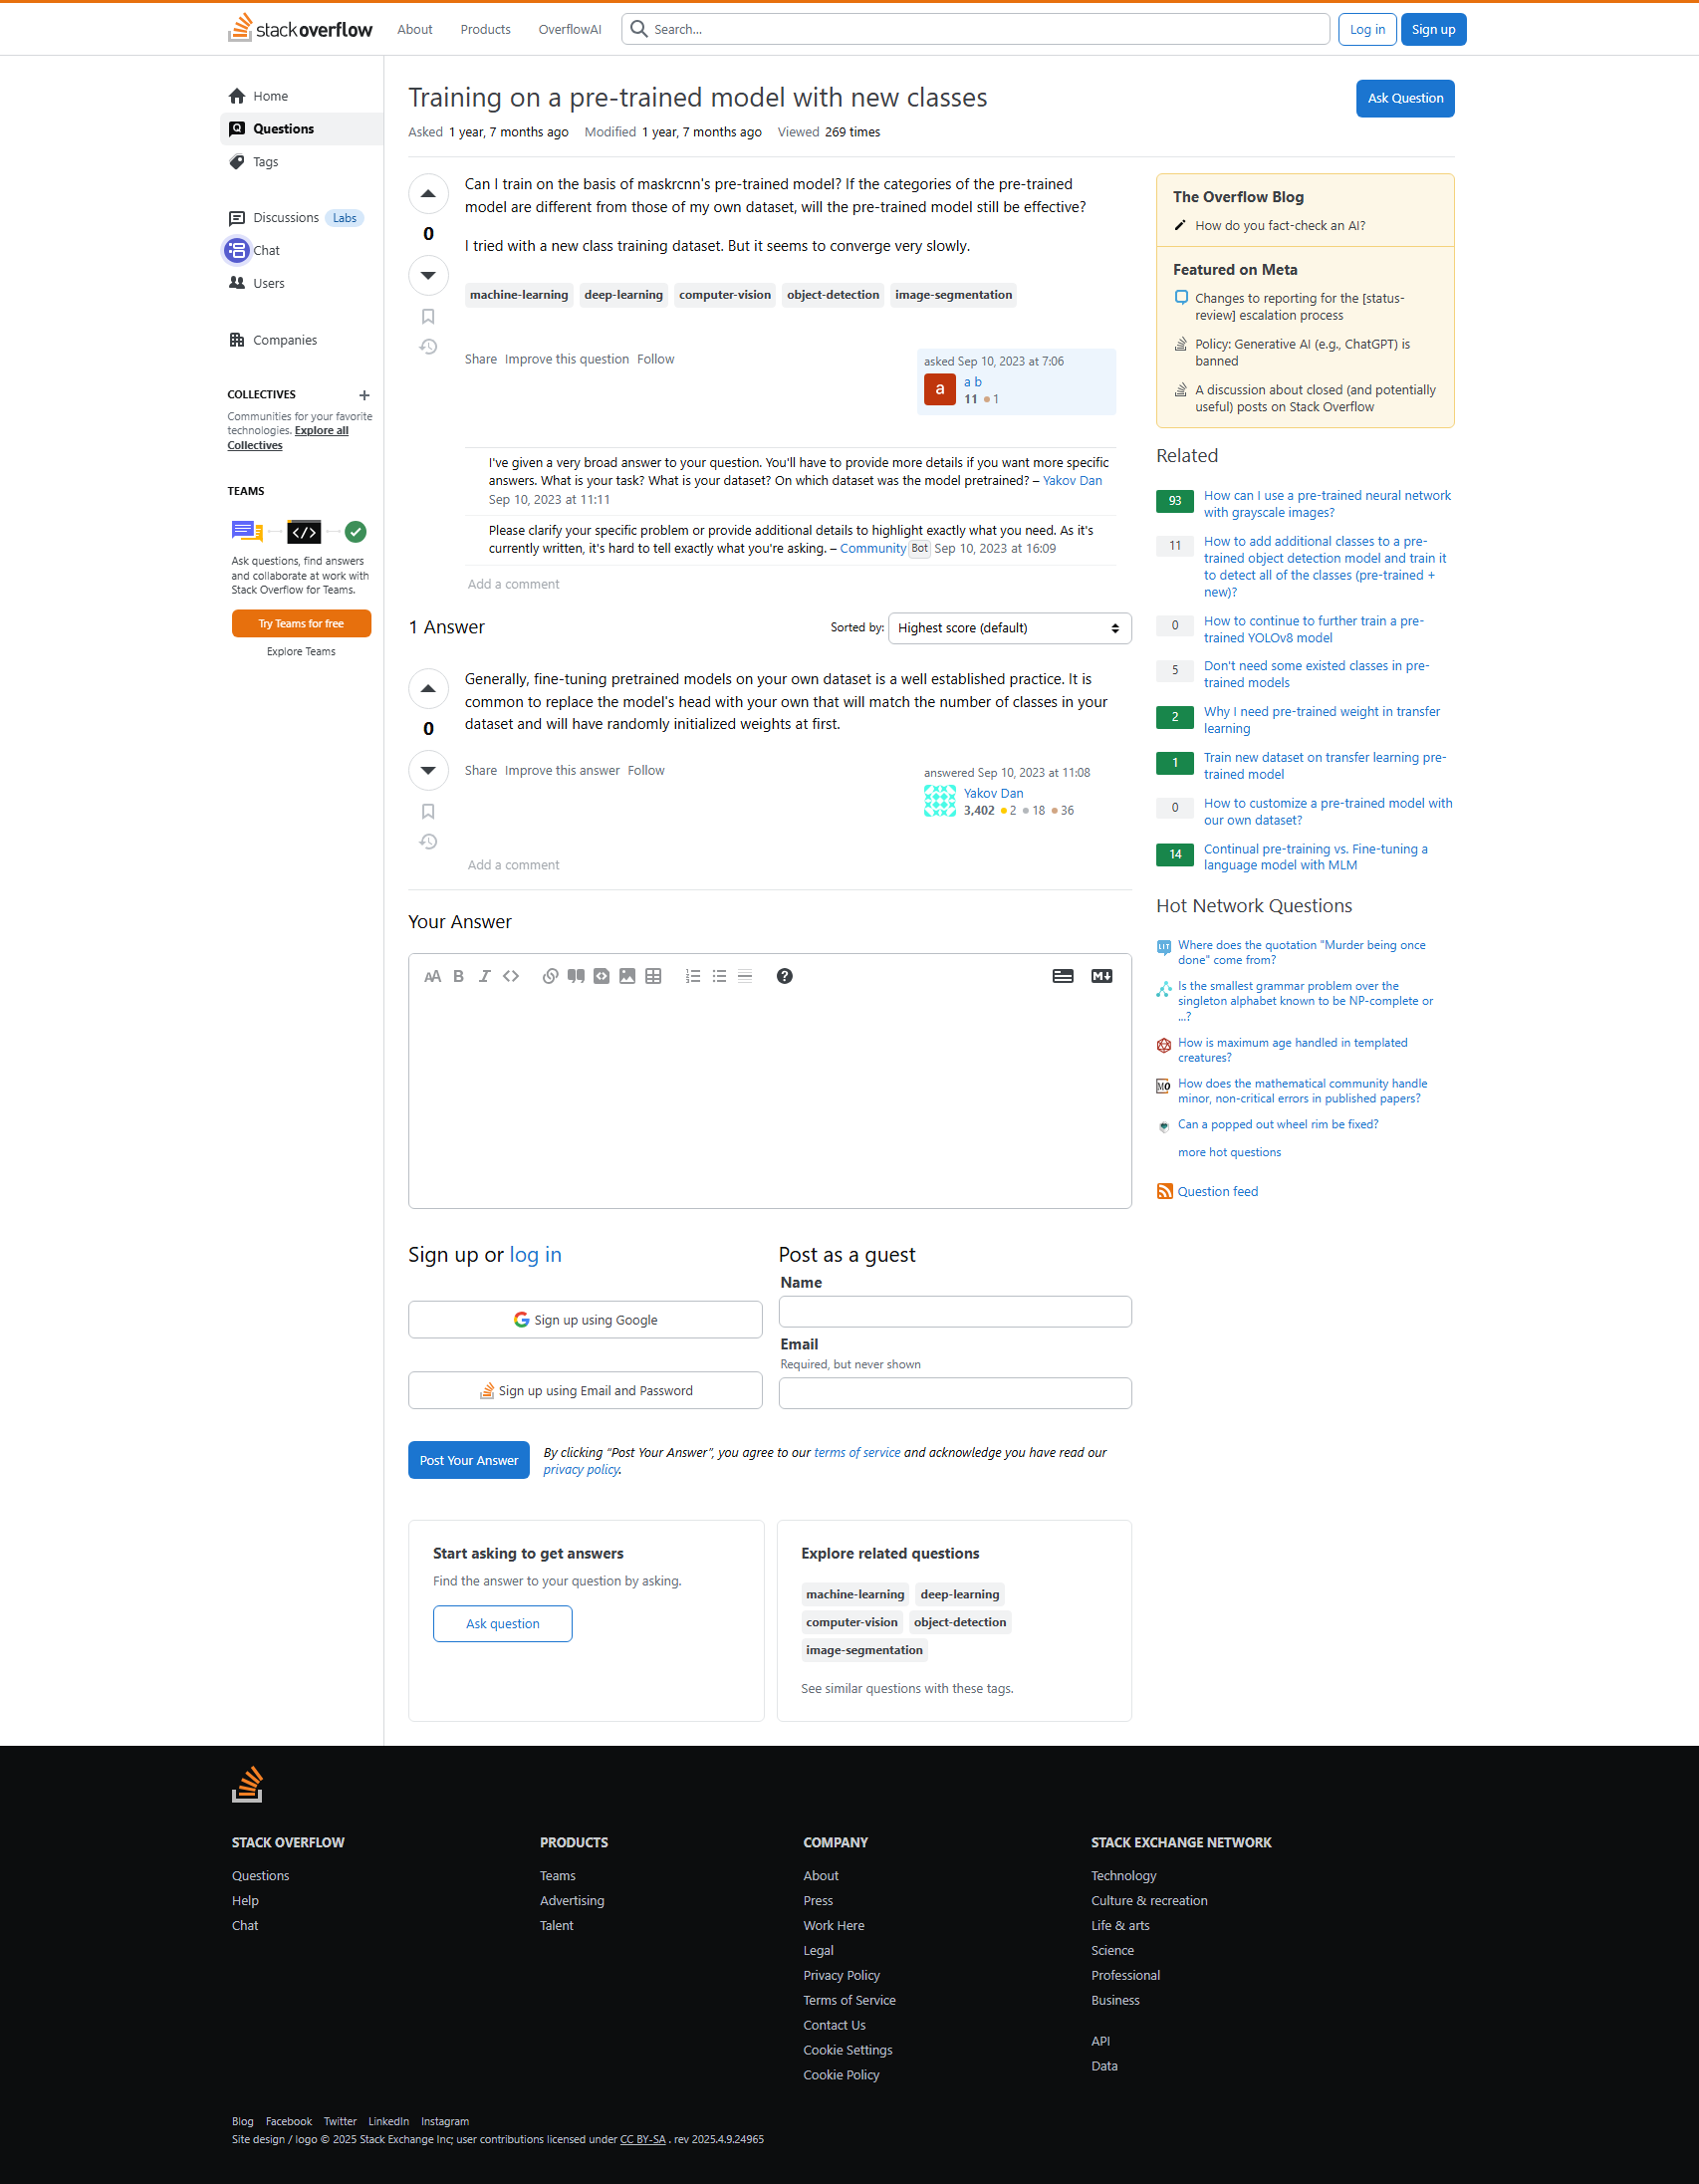 stackoverflow
About
Products
OverflowAI
Search...
Log in
Sign up
Home
Questions
Tags
Discussions Labs
Chat
Users
Companies
COLLECTIVES
Communities for your favorite
technologies. Explore all
Collectives
TEAMS
Ask questions, find answers
and collaborate at work with
Stack Overflow for Teams.
Try Teams for free
Explore Teams
Training on a pre-trained model with new classes
Ask Question
Asked 1 year, 7 months ago Modified 1 year, 7 months ago Viewed 269 times
Can I train on the basis of maskrcnn's pre-trained model? If the categories of the pre-trained
model are different from those of my own dataset, will the pre-trained model still be effective?
0
I tried with a new class training dataset. But it seems to converge very slowly.
machine-learning deep-learning computer-vision object-detection image-segmentation
Share Improve this question Follow
asked Sep 10, 2023 at 7:06
a
a b
11 1
I've given a very broad answer to your question. You'll have to provide more details if you want more specific
answers. What is your task? What is your dataset? On which dataset was the model pretrained? – Yakov Dan
Sep 10, 2023 at 11:11
Please clarify your specific problem or provide additional details to highlight exactly what you need. As it's
currently written, it's hard to tell exactly what you're asking. – Community Bot Sep 10, 2023 at 16:09
Add a comment
1 Answer
Sorted by: Highest score (default)
Generally, fine-tuning pretrained models on your own dataset is a well established practice. It is
common to replace the model's head with your own that will match the number of classes in your
dataset and will have randomly initialized weights at first.
0
Share Improve this answer Follow
answered Sep 10, 2023 at 11:08
Yakov Dan
3,402 2 18 36
Add a comment
Your Answer
Sign up or log in
Sign up using Google
Sign up using Email and Password
Post as a guest
Name
Email
Required, but never shown
Post Your Answer
By clicking “Post Your Answer”, you agree to our terms of service and acknowledge you have read our
privacy policy.
Start asking to get answers
Find the answer to your question by asking.
Ask question
Explore related questions
machine-learning deep-learning
computer-vision object-detection
image-segmentation
See similar questions with these tags.
The Overflow Blog
How do you fact-check an AI?
Featured on Meta
Changes to reporting for the [status-
review] escalation process
Policy: Generative AI (e.g., ChatGPT) is
banned
A discussion about closed (and potentially
useful) posts on Stack Overflow
Related
93 How can I use a pre-trained neural network
with grayscale images?
11 How to add additional classes to a pre-
trained object detection model and train it
to detect all of the classes (pre-trained +
new)?
0 How to continue to further train a pre-
trained YOLOv8 model
5 Don't need some existed classes in pre-
trained models
2 Why I need pre-trained weight in transfer
learning
1 Train new dataset on transfer learning pre-
trained model
0 How to customize a pre-trained model with
our own dataset?
14 Continual pre-training vs. Fine-tuning a
language model with MLM
Hot Network Questions
Where does the quotation "Murder being once
done" come from?
Is the smallest grammar problem over the
singleton alphabet known to be NP-complete or
...?
How is maximum age handled in templated
creatures?
How does the mathematical community handle
minor, non-critical errors in published papers?
Can a popped out wheel rim be fixed?
more hot questions
Question feed
STACK OVERFLOW
Questions
Help
Chat
PRODUCTS
Teams
Advertising
Talent
COMPANY
About
Press
Work Here
Legal
Privacy Policy
Terms of Service
Contact Us
Cookie Settings
Cookie Policy
STACK EXCHANGE NETWORK
Technology
Culture & recreation
Life & arts
Science
Professional
Business
API
Data
Blog Facebook Twitter LinkedIn Instagram
Site design / logo © 2025 Stack Exchange Inc; user contributions licensed under CC BY-SA . rev 2025.4.9.24965